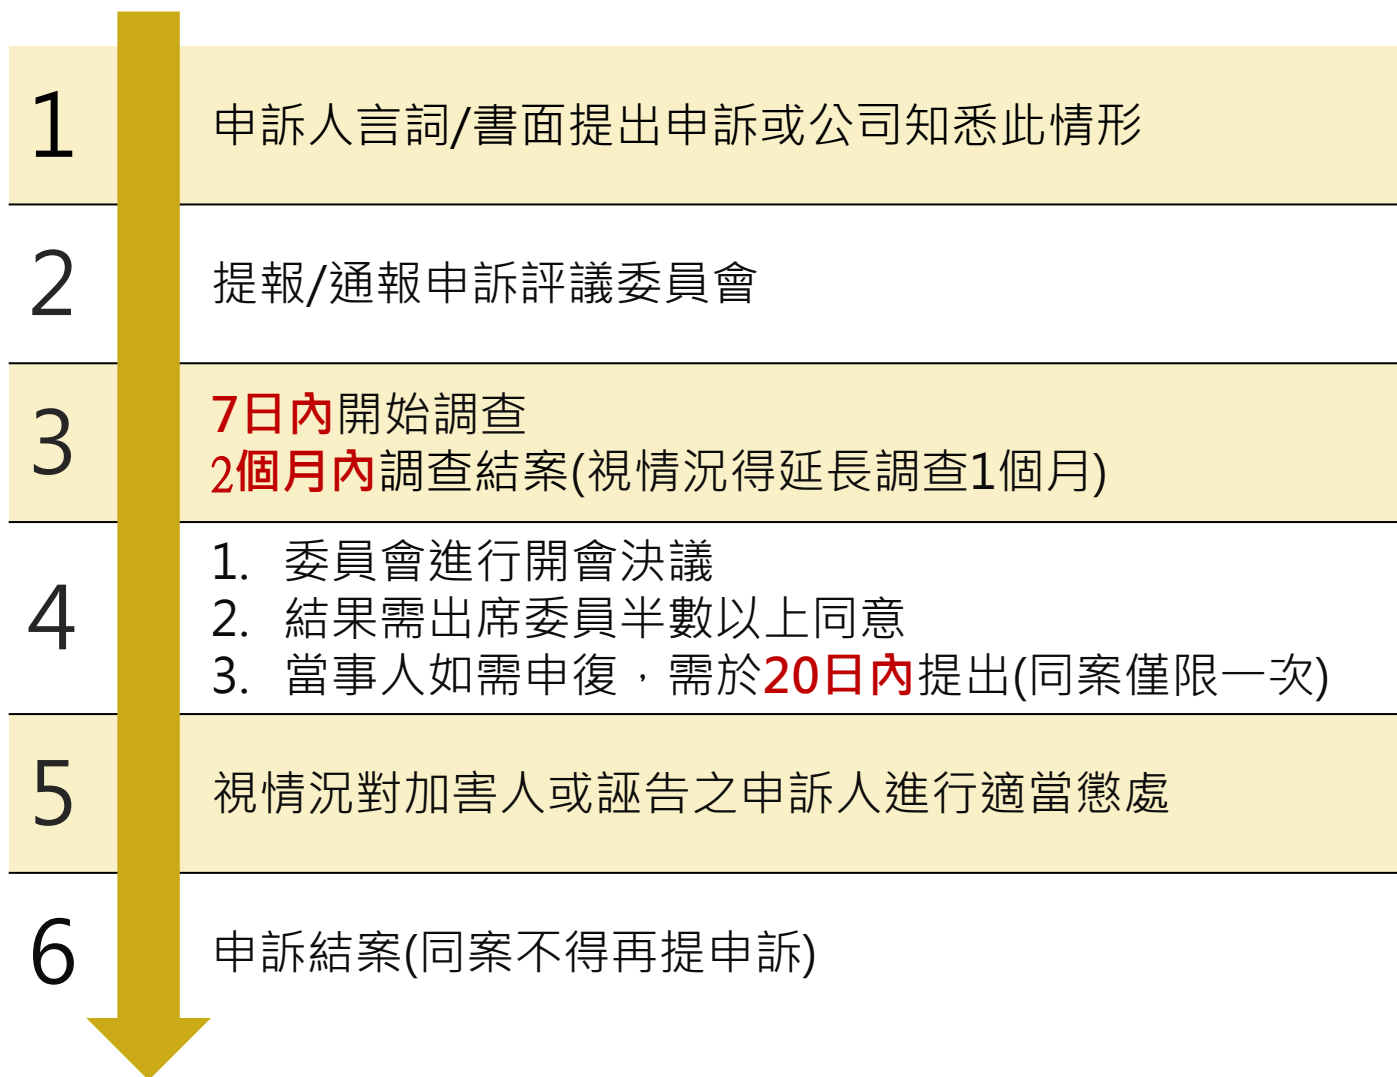 1
申訴人言詞/書面提出申訴或公司知悉此情形
2
提報/通報申訴評議委員會
3
7日內開始調查
2個月內調查結案(視情況得延長調查1個月)
4
1. 委員會進行開會決議
2. 結果需出席委員半數以上同意
3. 當事人如需申復，需於20日內提出(同案僅限一次)
5
視情況對加害人或誣告之申訴人進行適當懲處
6
申訴結案(同案不得再提申訴)